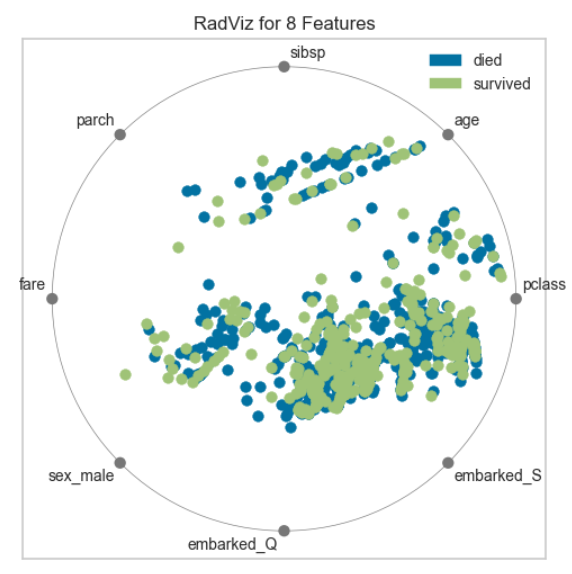 RadViz for 8 Features
sibsp
died
survived
parch
age
fare
pclass
sex_male
embarked_S
embarked_Q